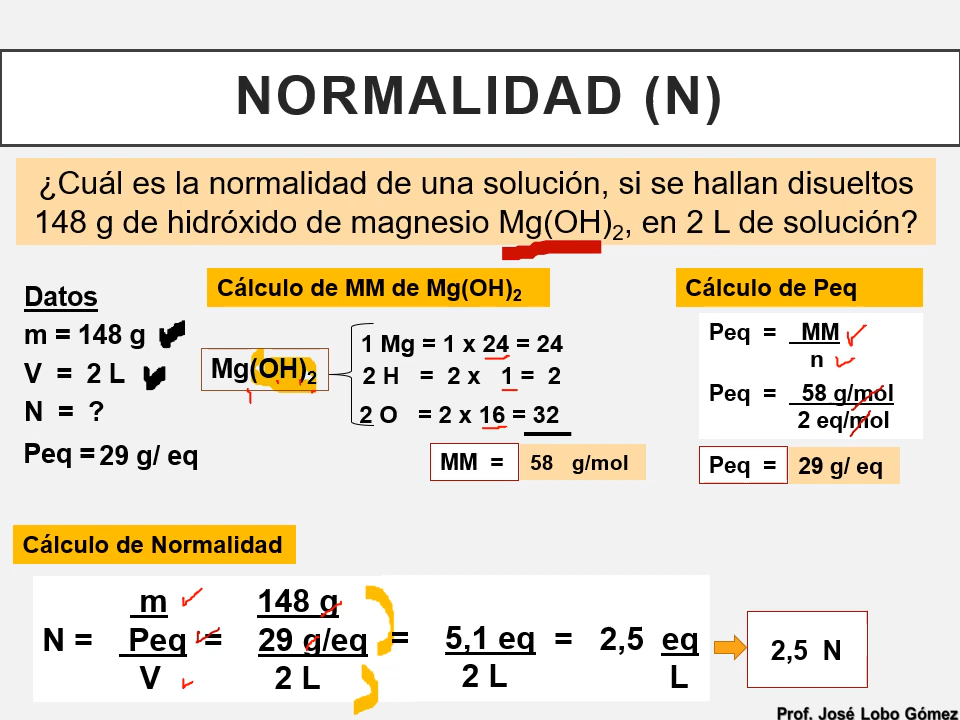 NORMALIDAD (N)
¿Cuál es la normalidad de una solución, si se hallan disueltos
148 g de hidróxido de magnesio Mg(OH)₂, en 2 L de solución?
Datos
m = 148 g
V = 2 L
N = ?
Peq = 29 g/ eq
Cálculo de MM de Mg(OH)₂
Mg(OH)₂
1 Mg = 1 x 24 = 24
2 H = 2 x 1 = 2
2 O = 2 x 16 = 32
MM = 58 g/mol
Cálculo de Peq
Peq = MM
n
Peq = 58 g/mol
2 eq/mol
Peq = 29 g/ eq
Cálculo de Normalidad
m 148 g
N = Peq = 29 g/eq = 5,1 eq = 2,5 eq
V 2 L 2 L L
2,5 N
Prof. José Lobo Gómez